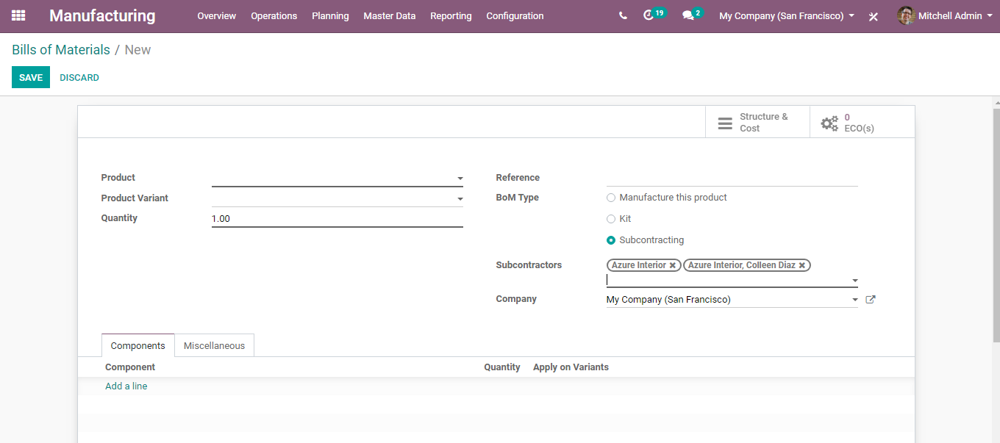 Manufacturing Overview Operations Planning Master Data Reporting Configuration 19 2 My Company (San Francisco) Mitchell Admin
Bills of Materials / New
SAVE DISCARD
Structure & Cost
0 ECO(s)
Product
Product Variant
Quantity 1.00
Reference
BoM Type Manufacture this product
Kit
Subcontracting
Subcontractors Azure Interior Azure Interior, Colleen Diaz
Company My Company (San Francisco)
Components Miscellaneous
Component Quantity Apply on Variants
Add a line